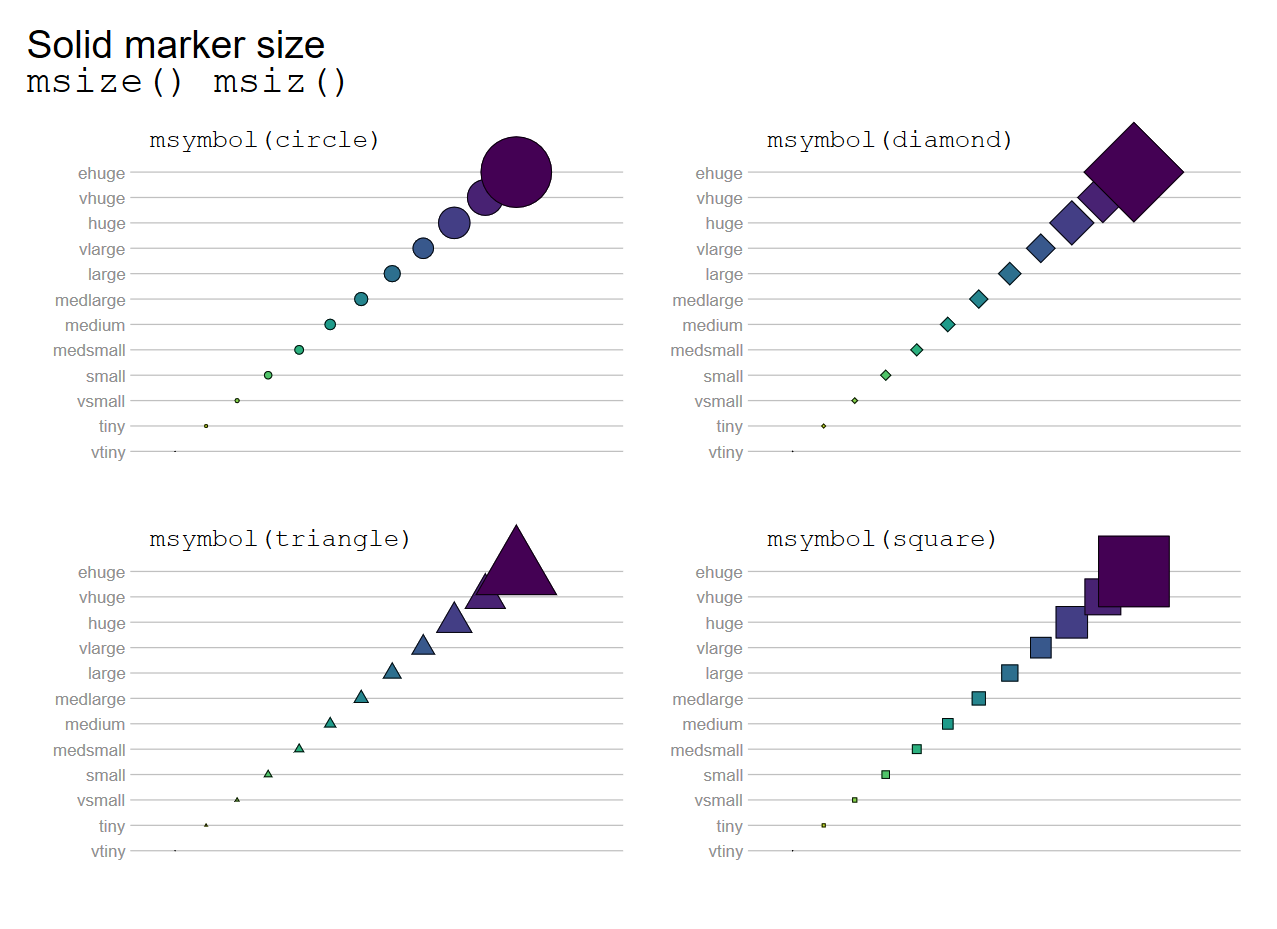 Solid marker size
msize() msiz()
msymbol(circle)
ehuge
vhuge
huge
vlarge
large
medlarge
medium
medsmall
small
vsmall
tiny
vtiny
msymbol(diamond)
ehuge
vhuge
huge
vlarge
large
medlarge
medium
medsmall
small
vsmall
tiny
vtiny
msymbol(triangle)
ehuge
vhuge
huge
vlarge
large
medlarge
medium
medsmall
small
vsmall
tiny
vtiny
msymbol(square)
ehuge
vhuge
huge
vlarge
large
medlarge
medium
medsmall
small
vsmall
tiny
vtiny